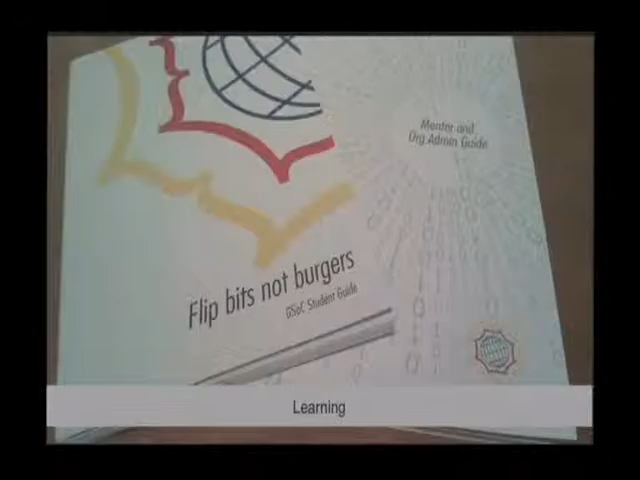 Mentor and
Org Admin Guide
Flip bits not burgers
GSoC Student Guide
Learning